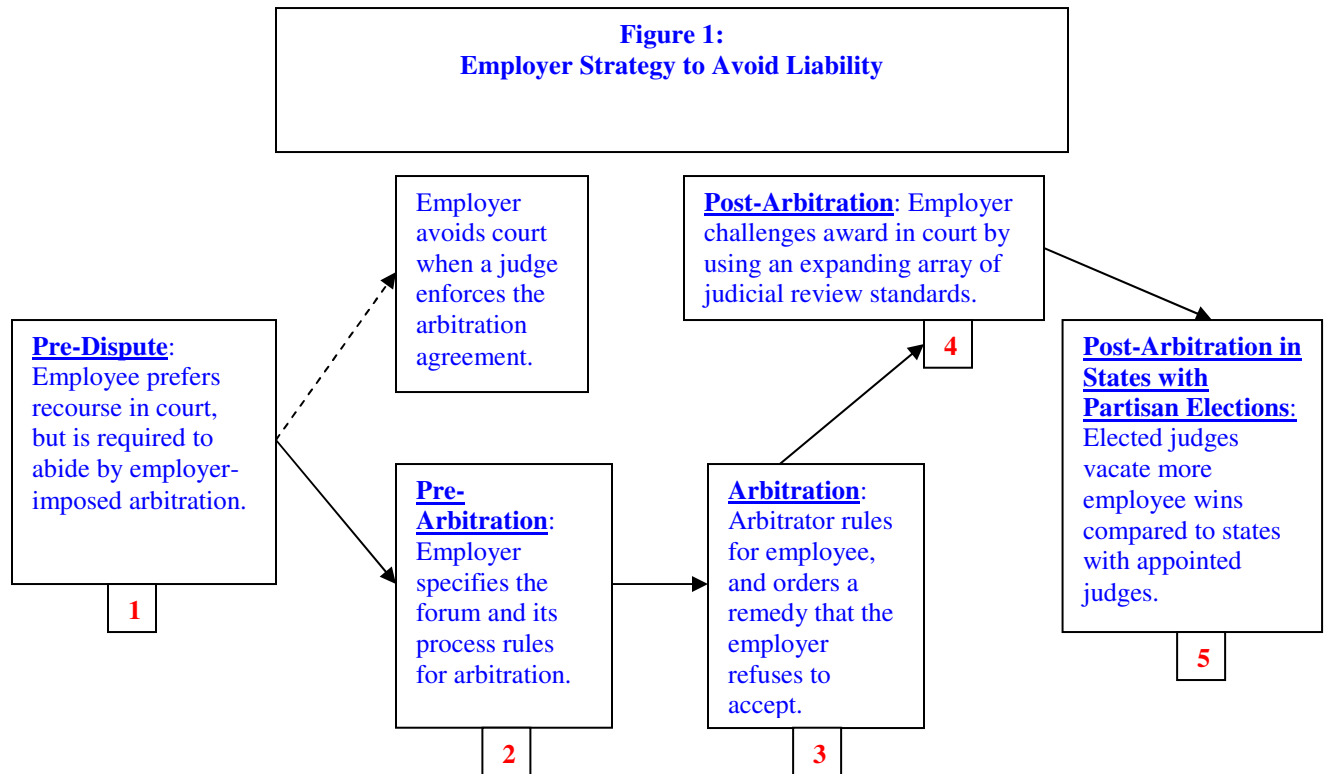 Figure 1:
Employer Strategy to Avoid Liability
Pre-Dispute:
Employee prefers
recourse in court,
but is required to
abide by employer-
imposed arbitration.
1
Employer
avoids court
when a judge
enforces the
arbitration
agreement.
Pre-
Arbitration:
Employer
specifies the
forum and its
process rules
for arbitration.
2
Arbitration:
Arbitrator rules
for employee,
and orders a
remedy that the
employer
refuses to
accept.
3
Post-Arbitration: Employer
challenges award in court by
using an expanding array of
judicial review standards.
4
Post-Arbitration in
States with
Partisan Elections:
Elected judges
vacate more
employee wins
compared to states
with appointed
judges.
5